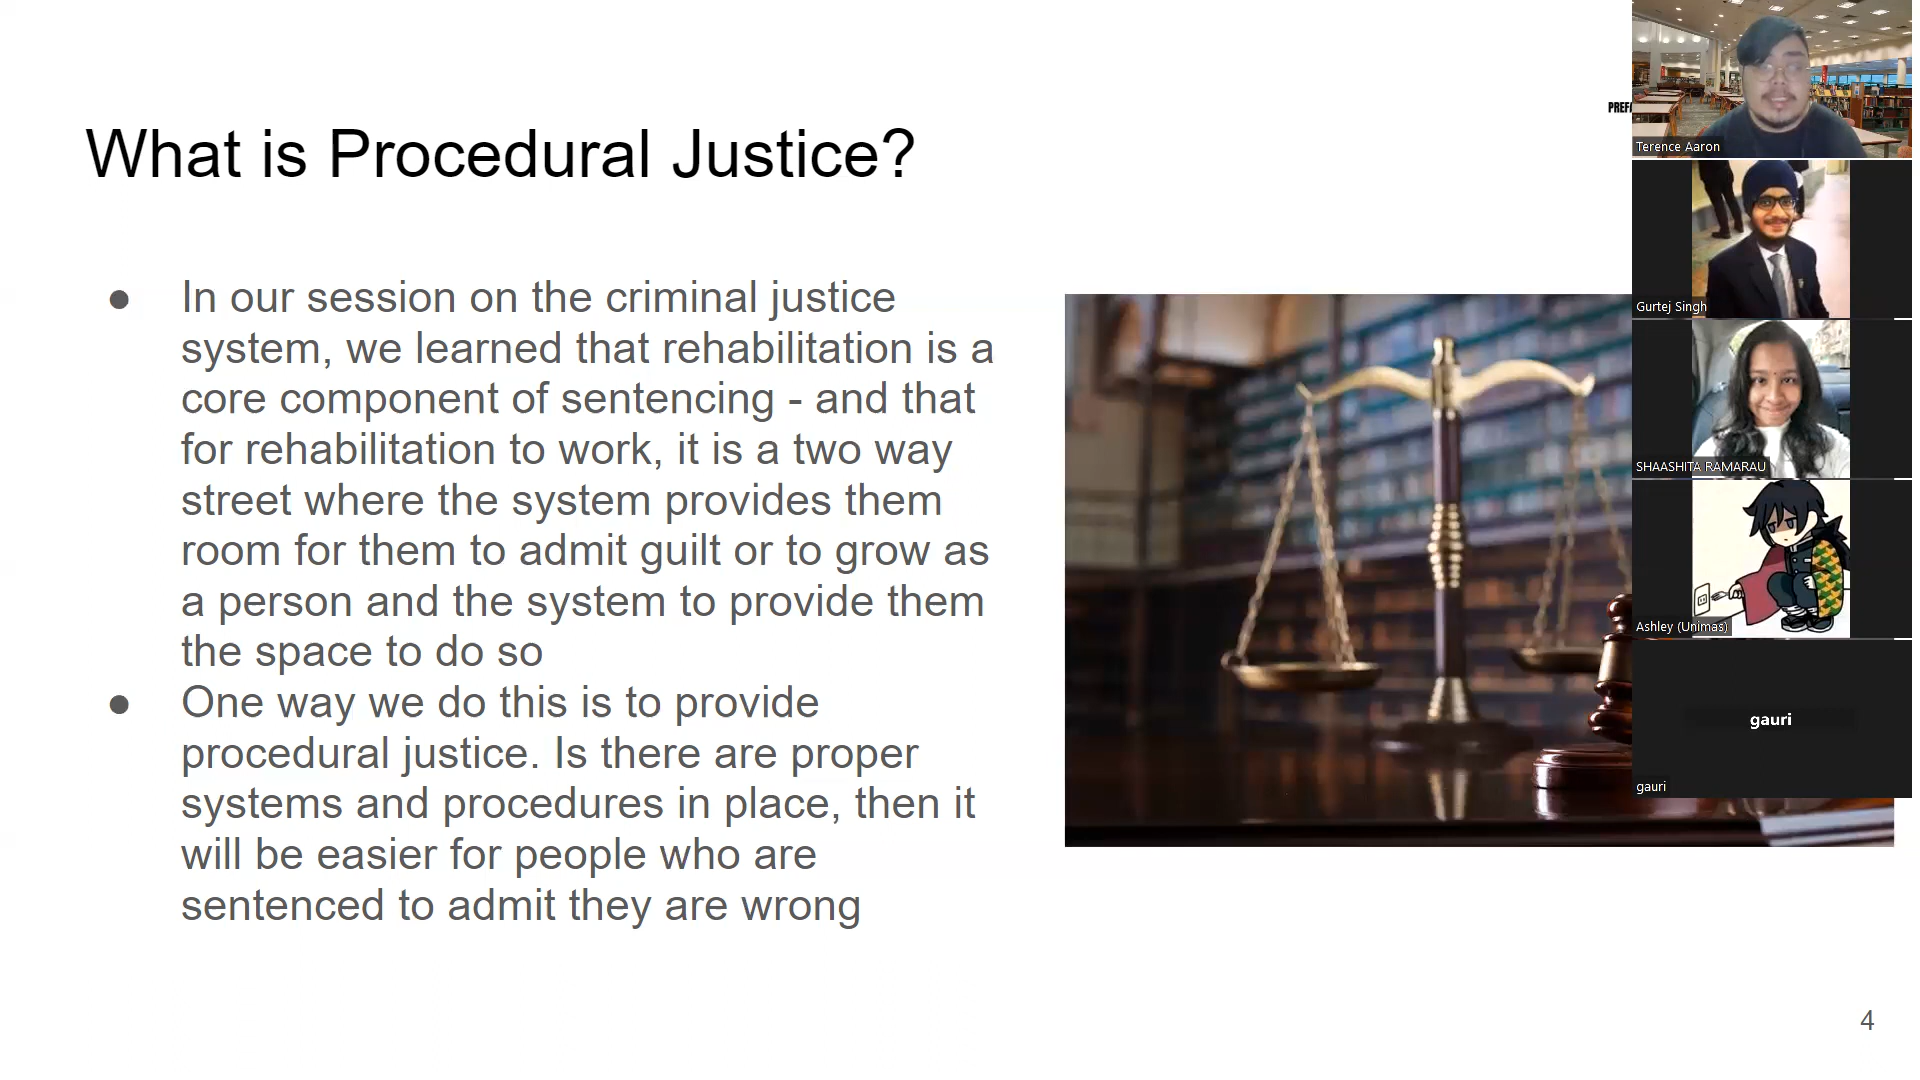 What is Procedural Justice?
● In our session on the criminal justice
system, we learned that rehabilitation is a
core component of sentencing - and that
for rehabilitation to work, it is a two way
street where the system provides them
room for them to admit guilt or to grow as
a person and the system to provide them
the space to do so
● One way we do this is to provide
procedural justice. Is there are proper
systems and procedures in place, then it
will be easier for people who are
sentenced to admit they are wrong
4
Terence Aaron
Gurtej Singh
SHAASHITA RAMARAU
Ashley (Unimas)
gauri
gauri